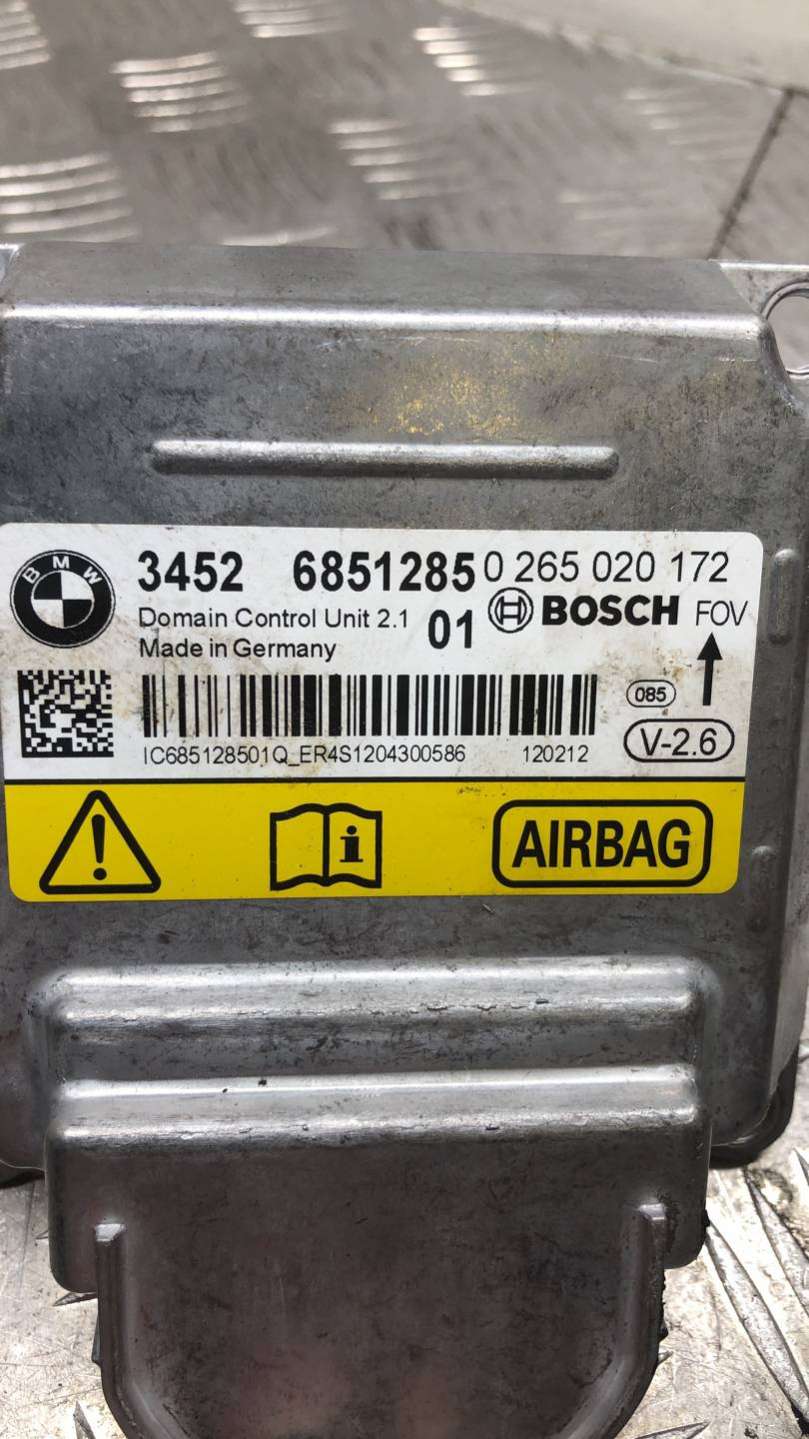 BMW
3452 6851285 0 265 020 172
Domain Control Unit 2.1 01 BOSCH FOV
Made in Germany
085
V-2.6
IC685128501Q_ER4S1204300586 120212
AIRBAG